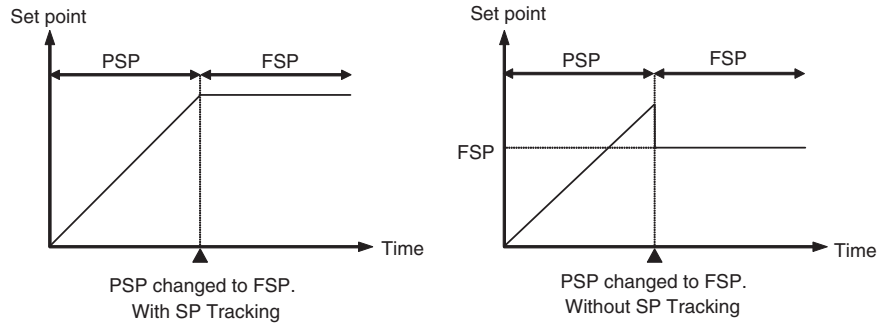 Set point
PSP
FSP
Time
PSP changed to FSP.
With SP Tracking
Set point
PSP
FSP
FSP
Time
PSP changed to FSP.
Without SP Tracking